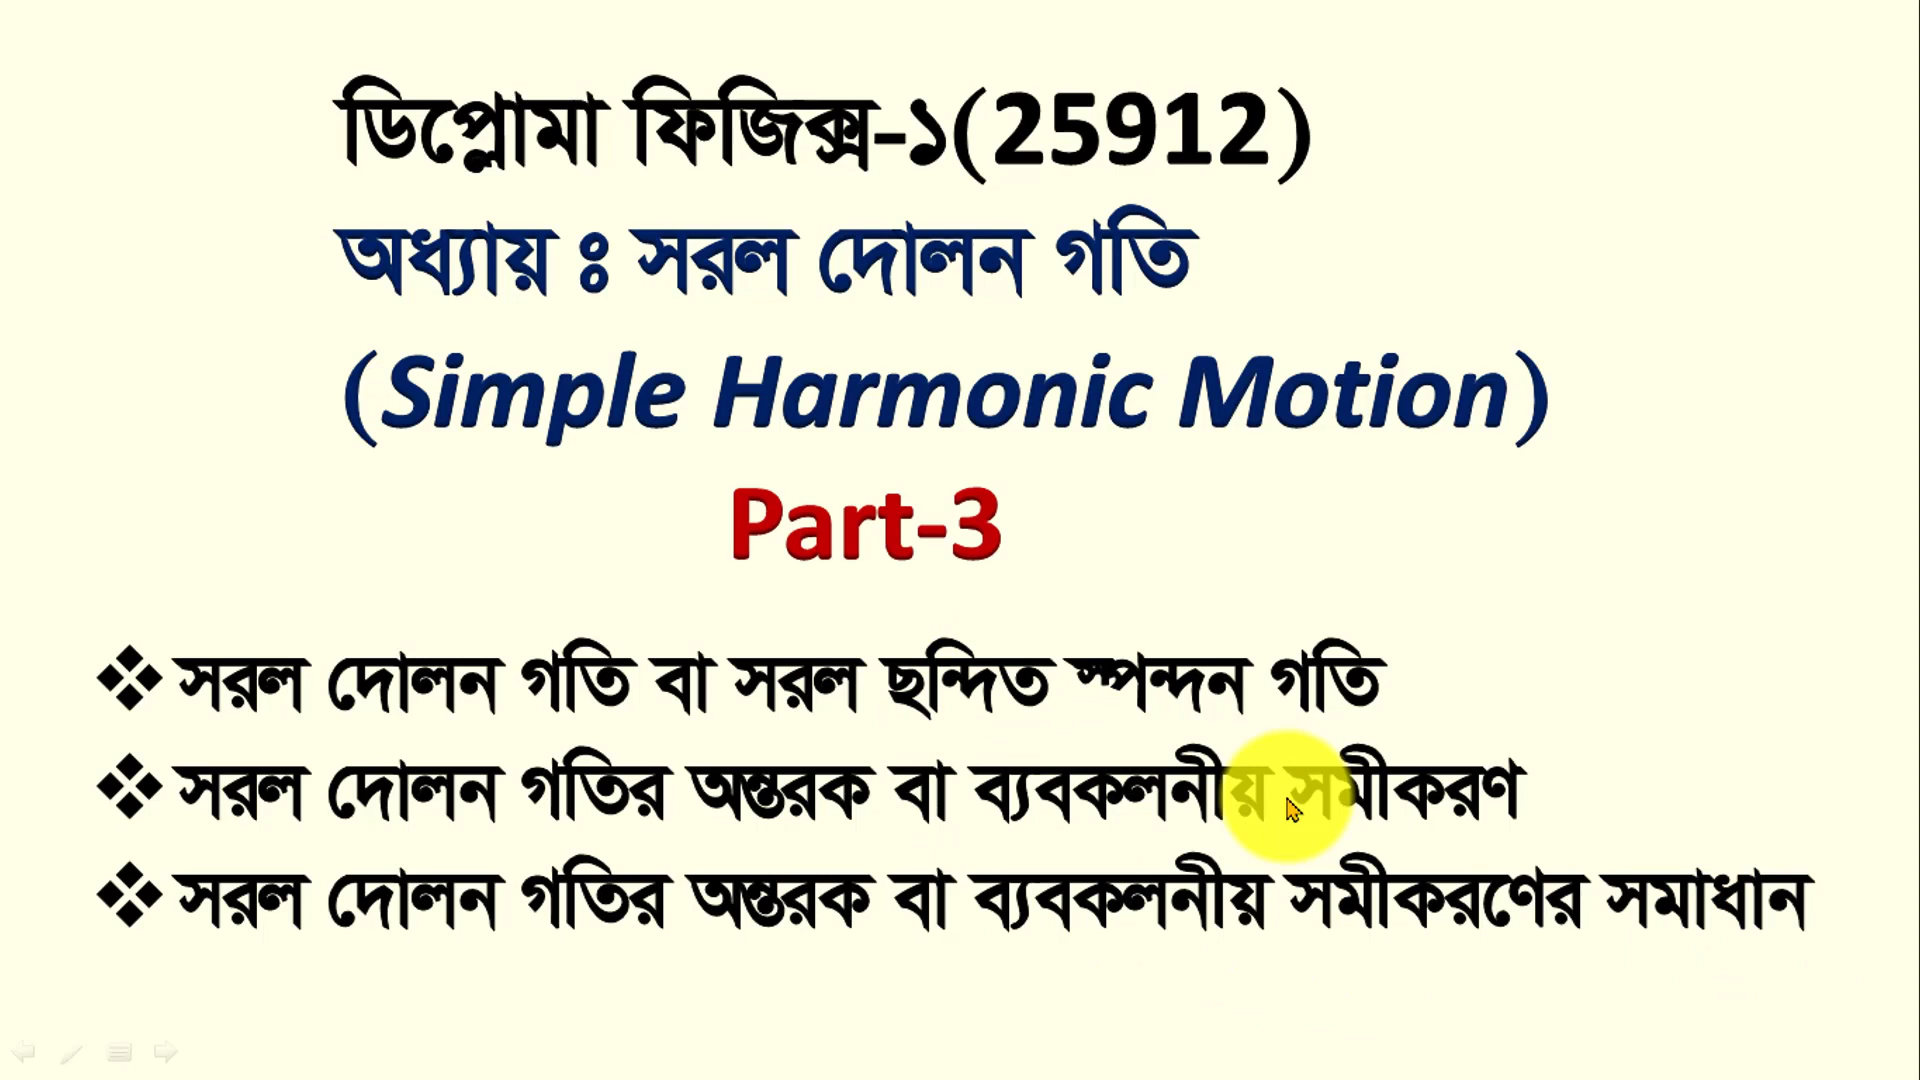 ডিপ্লোমা ফিজিক্স-১(25912)
অধ্যায় ঃ সরল দোলন গতি
(Simple Harmonic Motion)
Part-3
❖ সরল দোলন গতি বা সরল ছন্দিত স্পন্দন গতি
❖ সরল দোলন গতির অন্তরক বা ব্যবকলনীয় সমীকরণ
❖ সরল দোলন গতির অন্তরক বা ব্যবকলনীয় সমীকরণের সমাধান